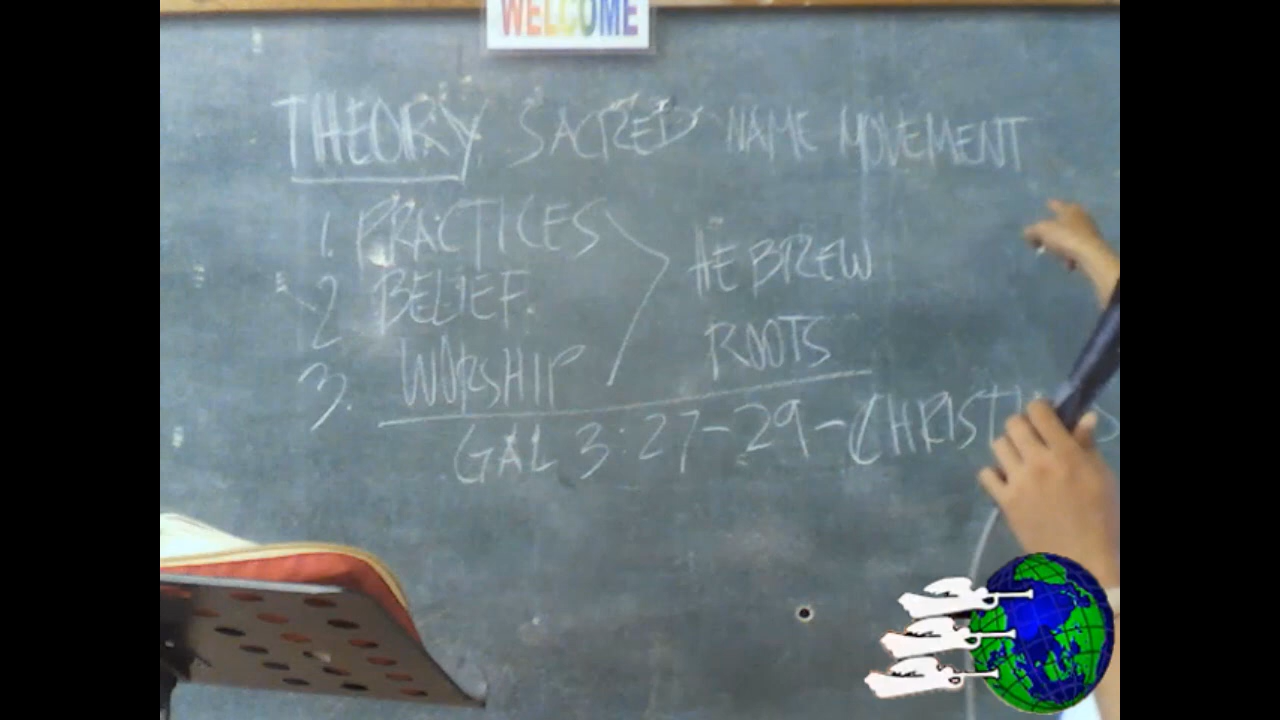 WELCOME
THEORY SACRED NAME MOVEMENT
1. PRACTICES
2 BELIEF
3. WORSHIP
HEBREW
ROOTS
GAL 3:27-29-